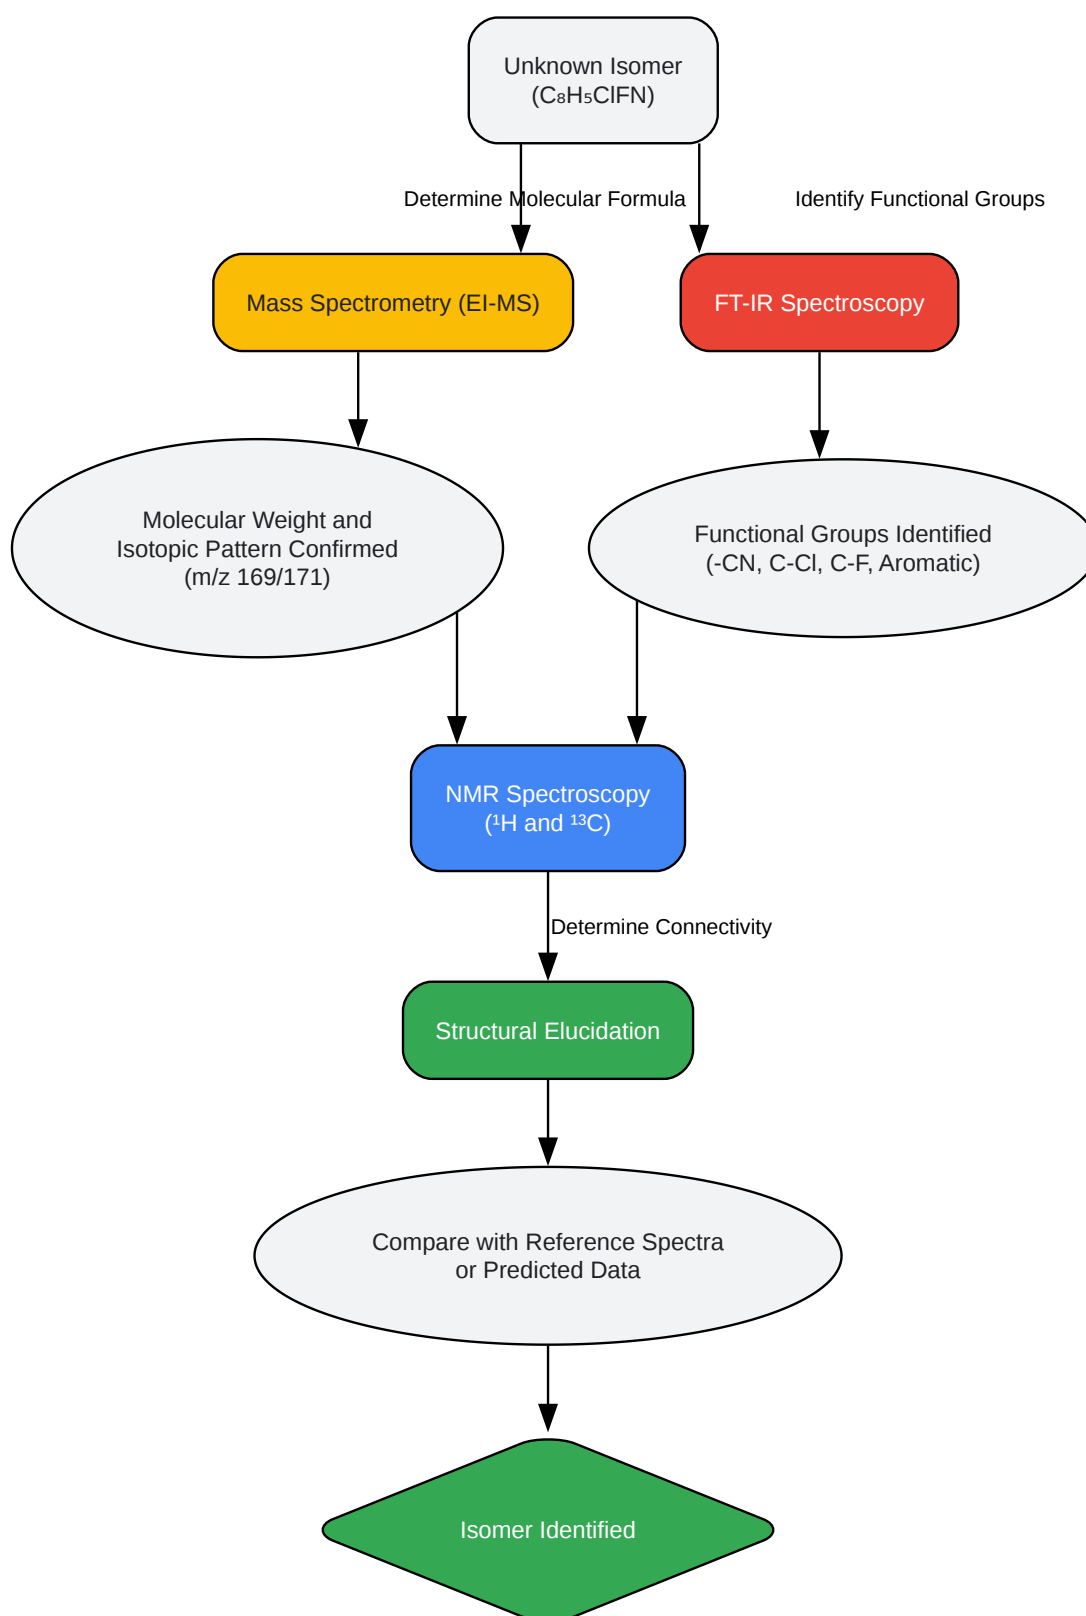 Unknown Isomer
(C₈H₅ClFN)
Determine Molecular Formula
Identify Functional Groups
Mass Spectrometry (EI-MS)
FT-IR Spectroscopy
Molecular Weight and
Isotopic Pattern Confirmed
(m/z 169/171)
Functional Groups Identified
(-CN, C-Cl, C-F, Aromatic)
NMR Spectroscopy
(¹H and ¹³C)
Determine Connectivity
Structural Elucidation
Compare with Reference Spectra
or Predicted Data
Isomer Identified